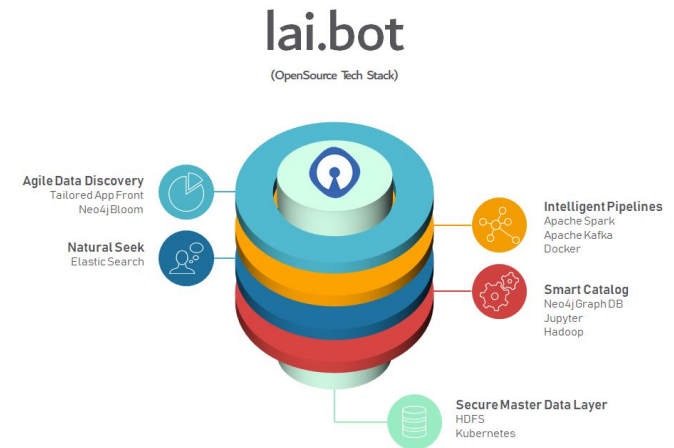 lai.bot
(OpenSource Tech Stack)
Agile Data Discovery
Tailored App Front
Neo4j Bloom
Natural Seek
Elastic Search
Intelligent Pipelines
Apache Spark
Apache Kafka
Docker
Smart Catalog
Neo4j Graph DB
Jupyter
Hadoop
Secure Master Data Layer
HDFS
Kubernetes